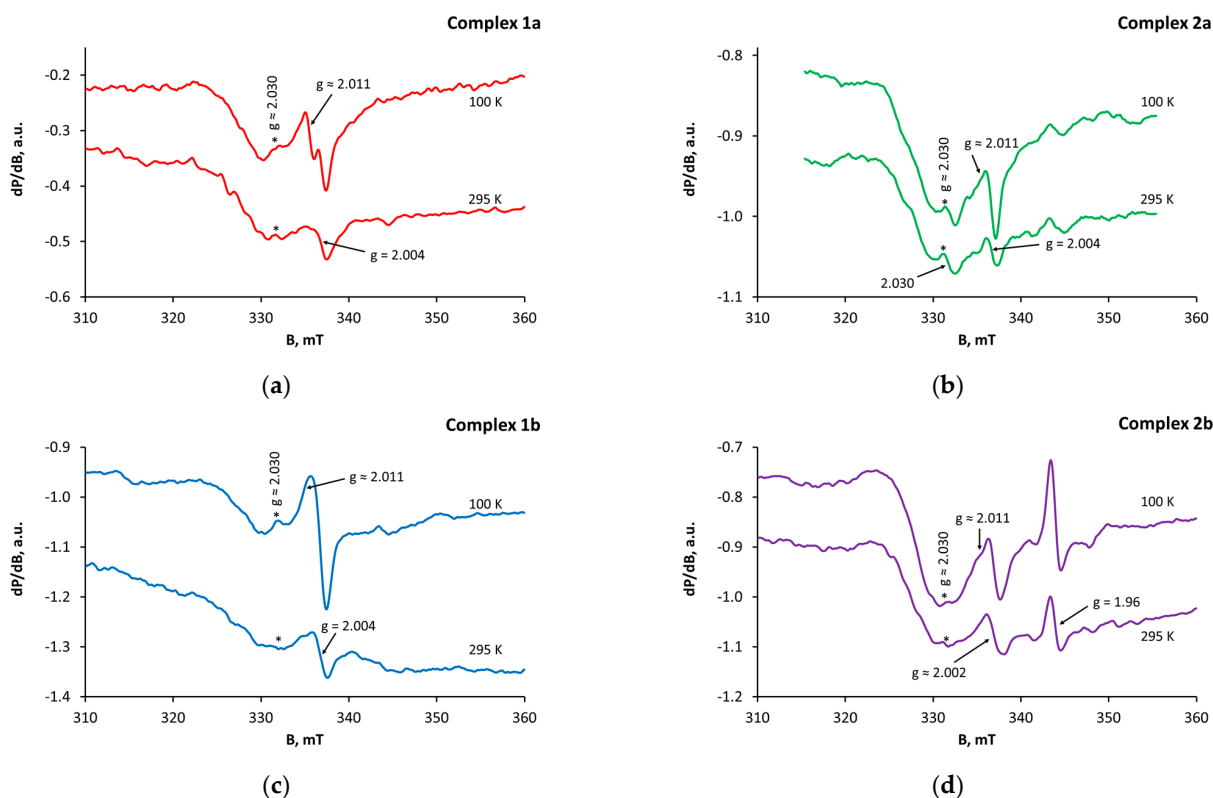 Complex 1a
-0.2
-0.3
-0.4
-0.5
-0.6
dP/dB, a.u.
g ≈ 2.030
*
g ≈ 2.011
100 K
295 K
*
g = 2.004
310 320 330 340 350 360
B, mT
(a)
Complex 2a
-0.8
-0.9
-1.0
-1.1
dP/dB, a.u.
g ≈ 2.030
*
g ≈ 2.011
100 K
295 K
*
g = 2.004
2.030
310 320 330 340 350 360
B, mT
(b)
Complex 1b
-0.9
-1.0
-1.1
-1.2
-1.3
-1.4
dP/dB, a.u.
g ≈ 2.030
*
g ≈ 2.011
100 K
g = 2.004
*
295 K
310 320 330 340 350 360
B, mT
(c)
Complex 2b
-0.7
-0.8
-0.9
-1.0
-1.1
-1.2
dP/dB, a.u.
g ≈ 2.030
*
g ≈ 2.011
100 K
g = 1.96
*
295 K
g ≈ 2.002
310 320 330 340 350 360
B, mT
(d)